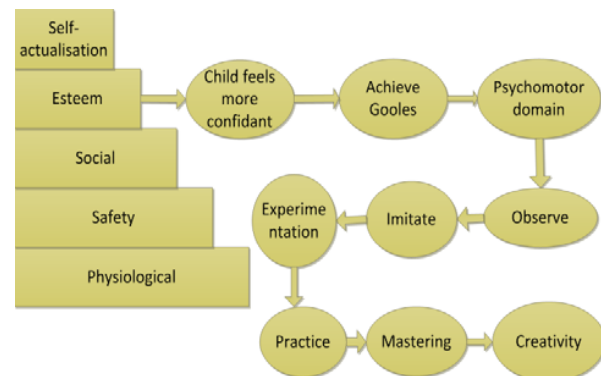 Self-
actualisation
Esteem
Social
Safety
Physiological
Child feels
more
confidant
Achieve
Gooles
Psychomotor
domain
Observe
Imitate
Experime
ntation
Practice
Mastering
Creativity